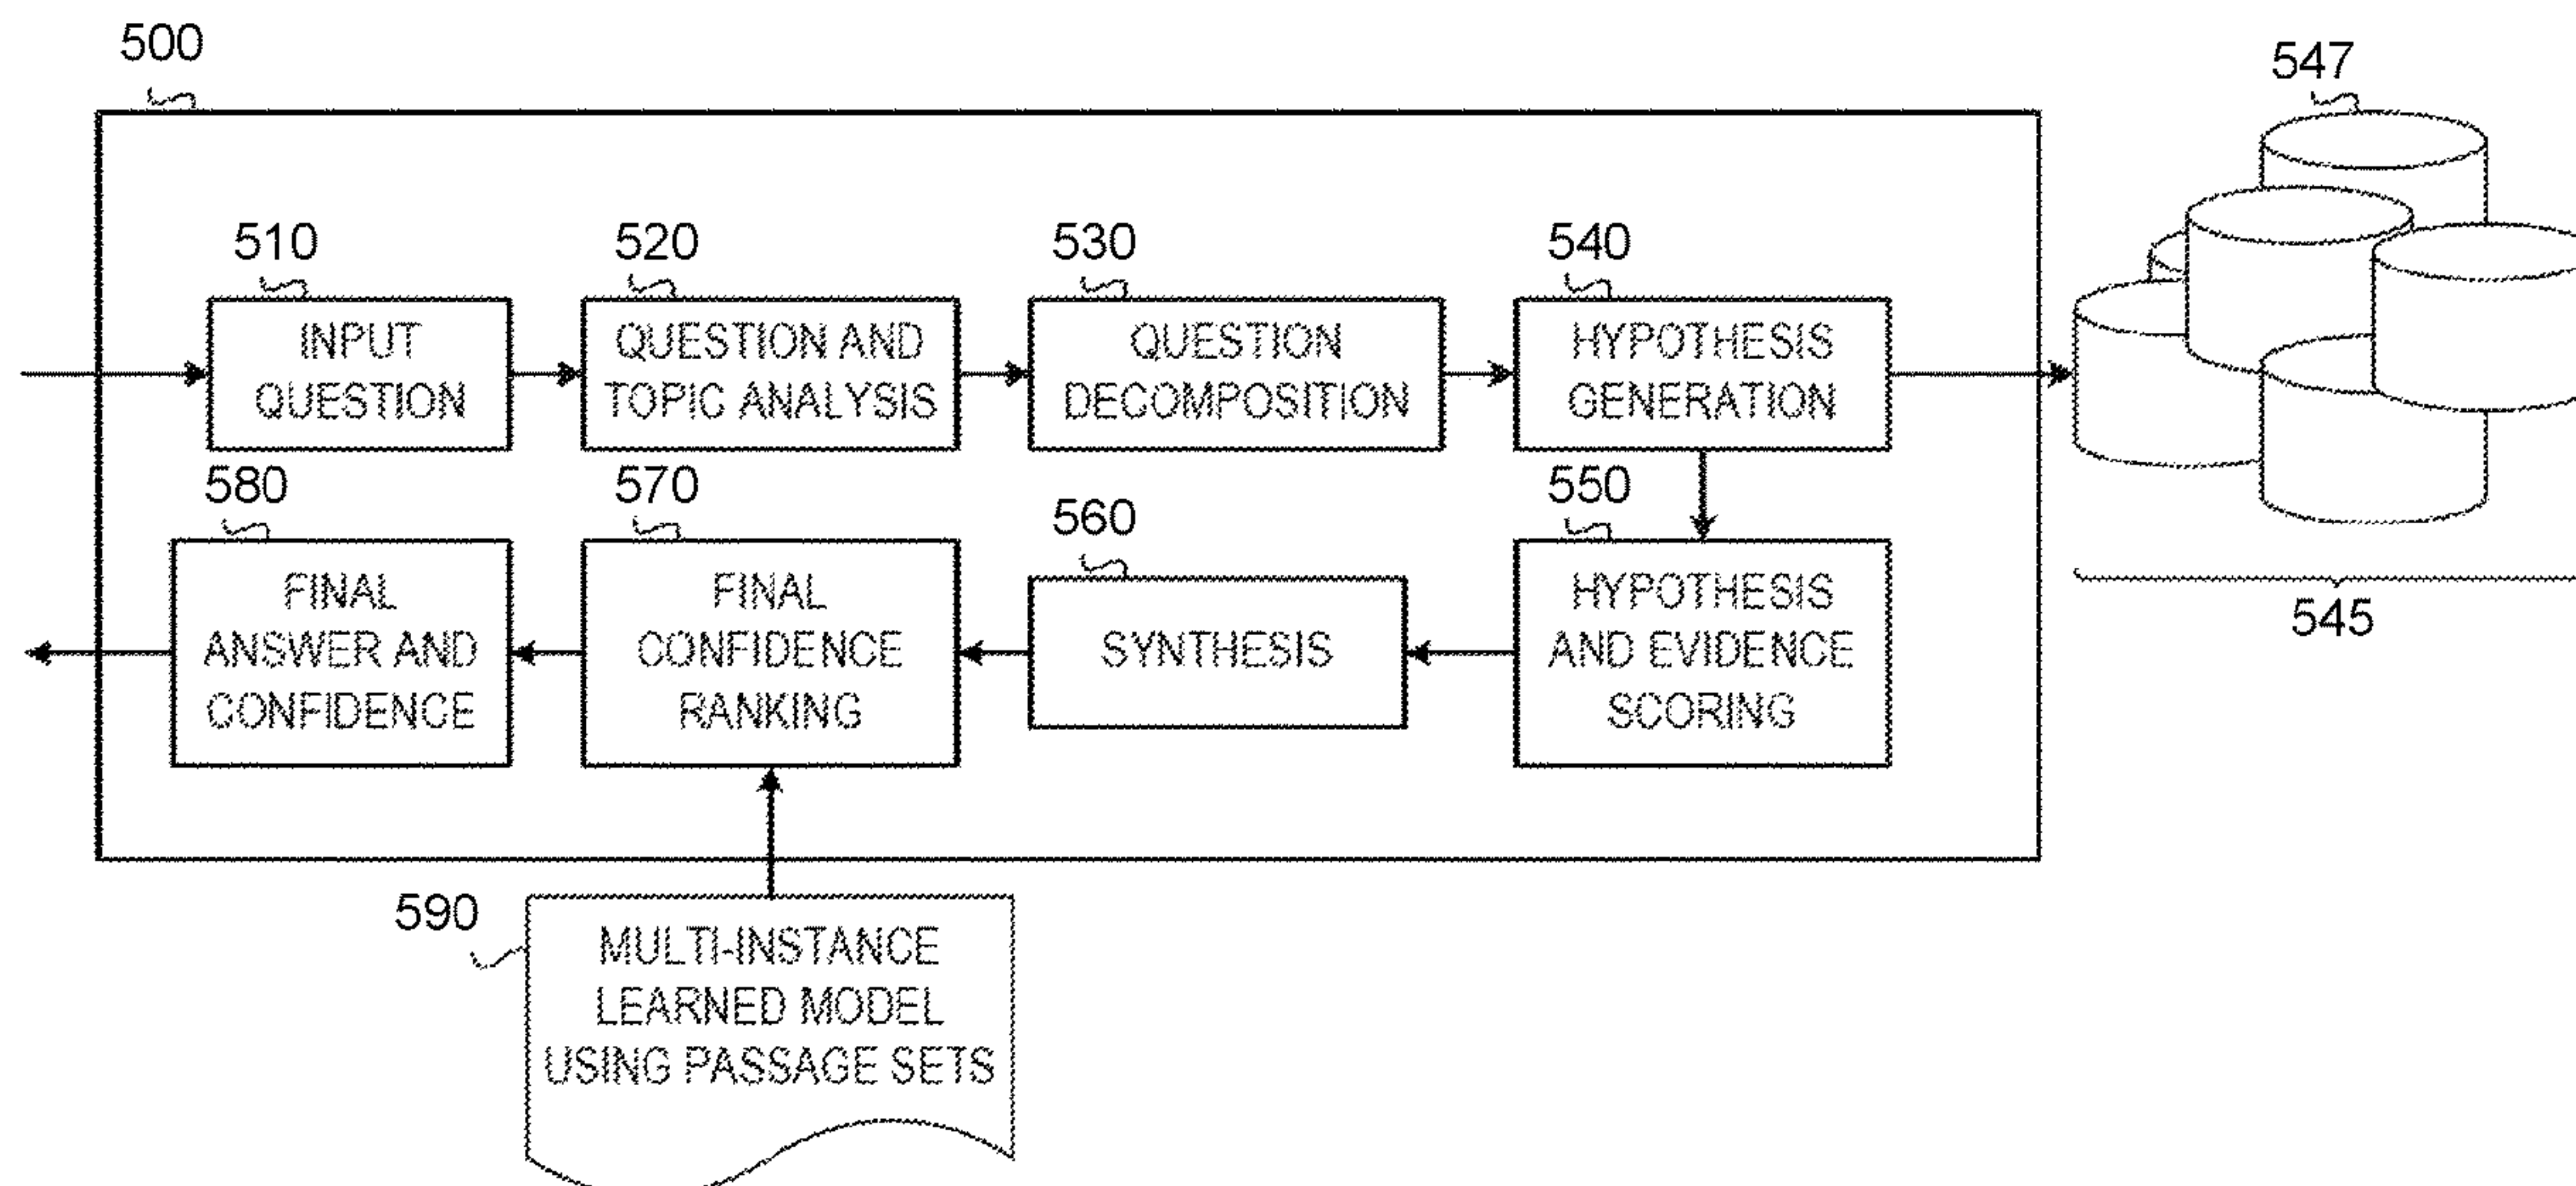 500
547
510
INPUT
QUESTION
520
QUESTION AND
TOPIC ANALYSIS
530
QUESTION
DECOMPOSITION
540
HYPOTHESIS
GENERATION
580
FINAL
ANSWER AND
CONFIDENCE
570
FINAL
CONFIDENCE
RANKING
560
SYNTHESIS
550
HYPOTHESIS
AND EVIDENCE
SCORING
545
590
MULTI-INSTANCE
LEARNED MODEL
USING PASSAGE SETS